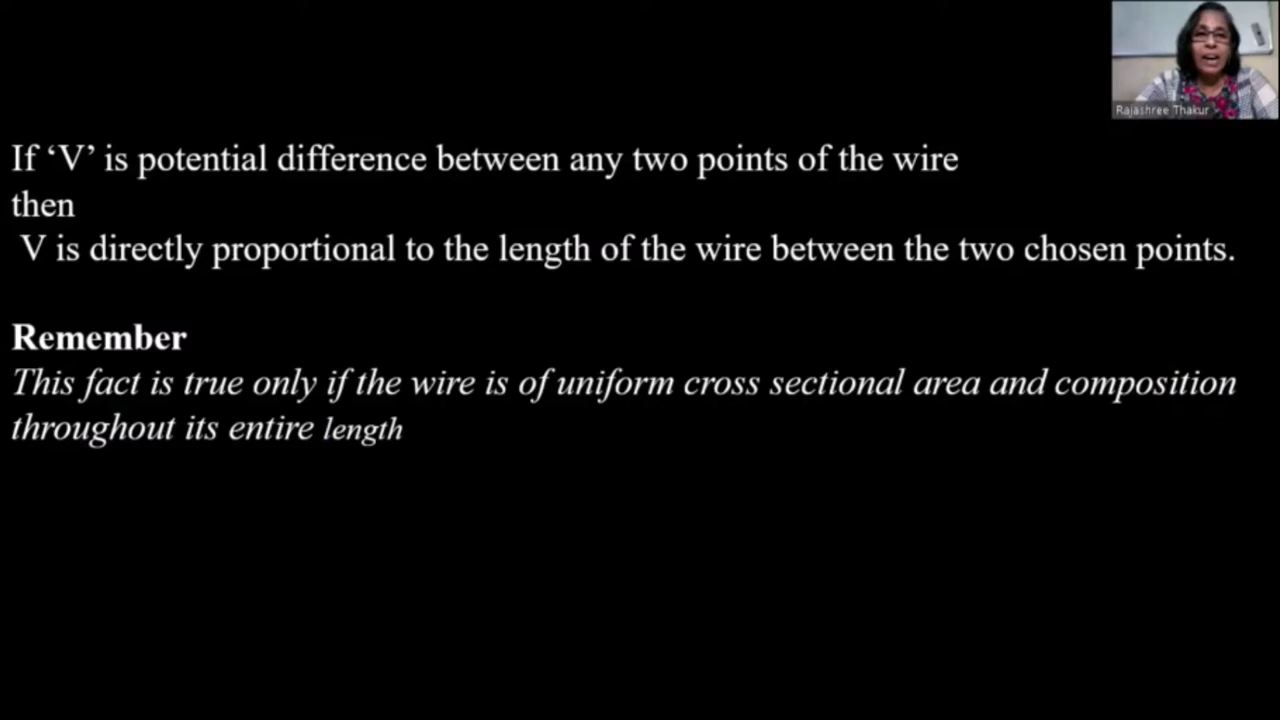 Rajashree Thakur
If ‘V’ is potential difference between any two points of the wire
then
V is directly proportional to the length of the wire between the two chosen points.
Remember
This fact is true only if the wire is of uniform cross sectional area and composition
throughout its entire length